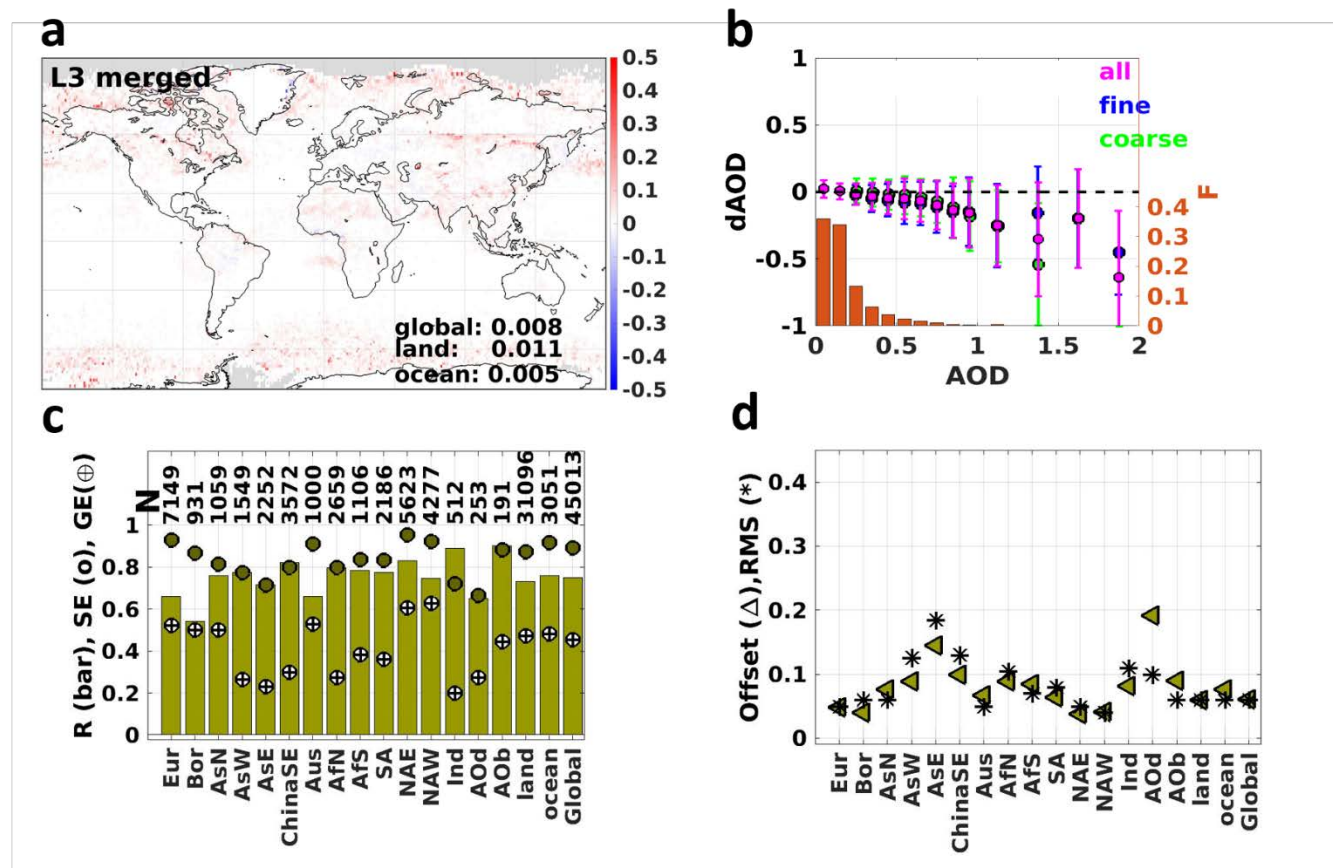 a
L3 merged
0.5
0.4
0.3
0.2
0.1
0
-0.1
-0.2
-0.3
-0.4
-0.5
global: 0.008
land: 0.011
ocean: 0.005
b
all
fine
coarse
1
0.5
0
-0.5
-1
dAOD
0.4
0.3
0.2
0.1
0
F
0 0.5 1 1.5 2
AOD
c
N
7149 931 1059 1549 2252 3572 1000 2659 1106 2186 5623 4277 512 253 191 31096 3051 45013
1
0.8
0.6
0.4
0.2
0
R (bar), SE (o), GE(⊕)
Eur Bor AsN AsW AsE ChinaSE Aus AfN AfS SA NAE NAW Ind AOd AOb land ocean Global
d
0.4
0.3
0.2
0.1
0
Offset (△),RMS (*)
Eur Bor AsN AsW AsE ChinaSE Aus AfN AfS SA NAE NAW Ind AOd AOb land ocean Global